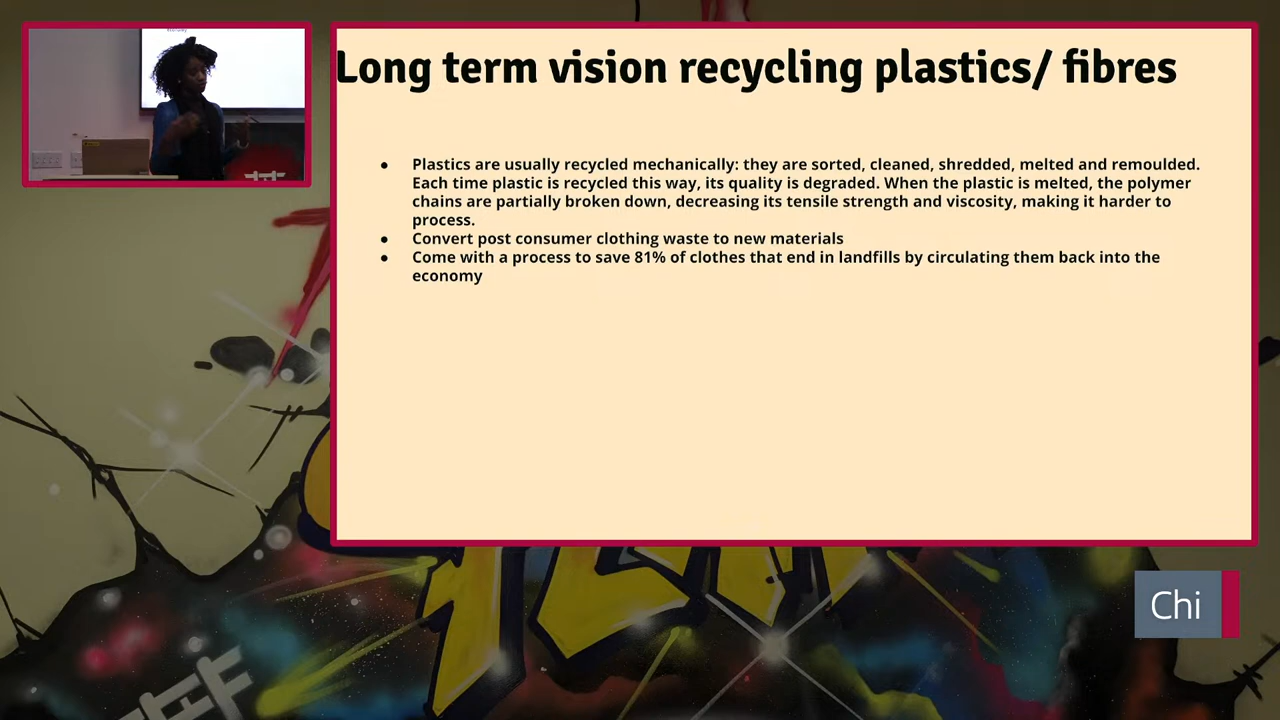 Long term vision recycling plastics/ fibres
● Plastics are usually recycled mechanically: they are sorted, cleaned, shredded, melted and remoulded.
Each time plastic is recycled this way, its quality is degraded. When the plastic is melted, the polymer
chains are partially broken down, decreasing its tensile strength and viscosity, making it harder to
process.
● Convert post consumer clothing waste to new materials
● Come with a process to save 81% of clothes that end in landfills by circulating them back into the
economy
Chi